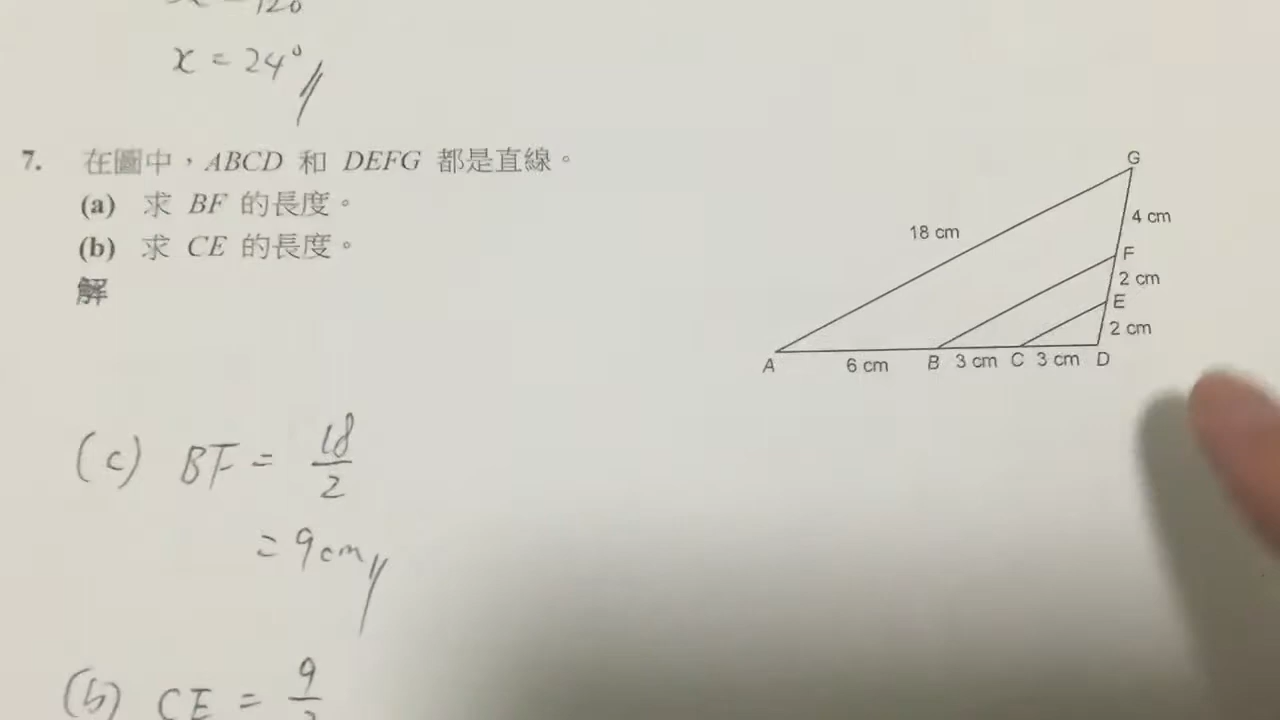 x = 24°
7. 在圖中，ABCD 和 DEFG 都是直線。
(a) 求 BF 的長度。
(b) 求 CE 的長度。
解
G
18 cm
4 cm
F
2 cm
E
2 cm
A 6 cm B 3 cm C 3 cm D
(c) BF = 18/2
= 9cm
(b) CE = 9